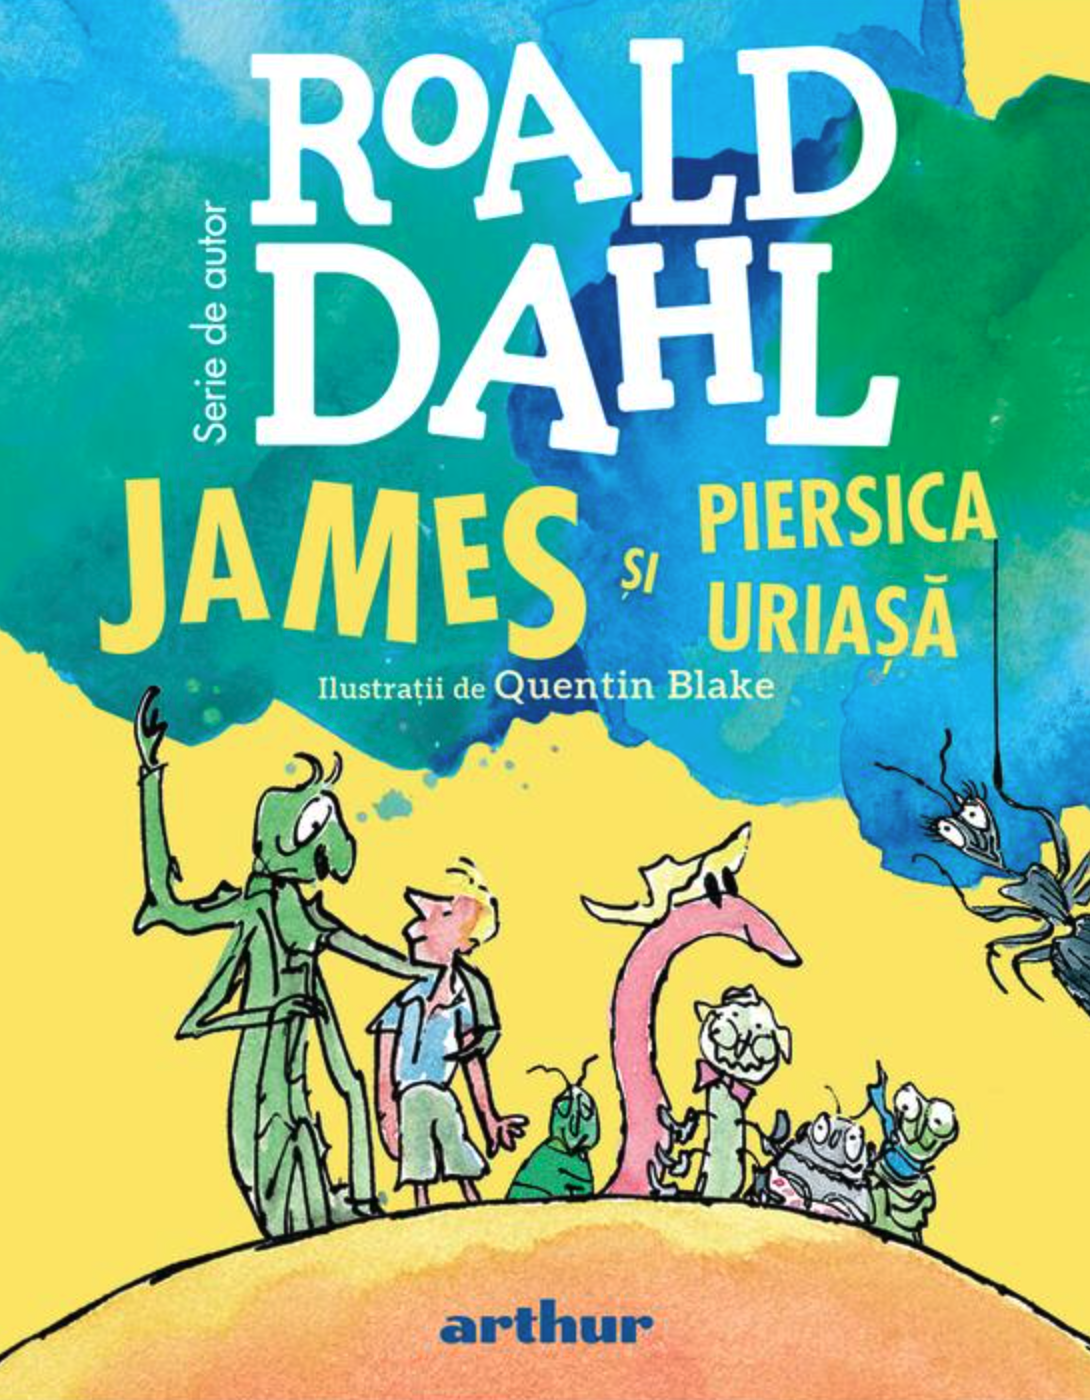 Serie de autor
ROALD
DAHL
JAMES ȘI PIERSICA
URIAȘĂ
Ilustrații de Quentin Blake
arthur